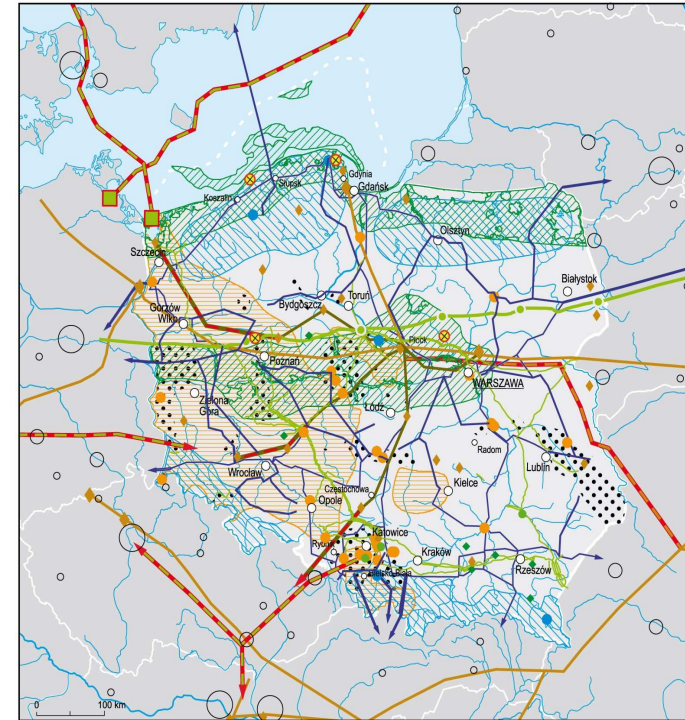 Gdynia
Słupsk
Koszalin
Gdańsk
Olsztyn
Szczecin
Białystok
Toruń
Bydgoszcz
Gorzów
Wlkp.
Płock
Poznań
WARSZAWA
Zielona
Góra
Łódź
Radom
Lublin
Wrocław
Kielce
Częstochowa
Opole
Katowice
Rybnik
Kraków
Rzeszów
Bielsko-Biała
0 100 km